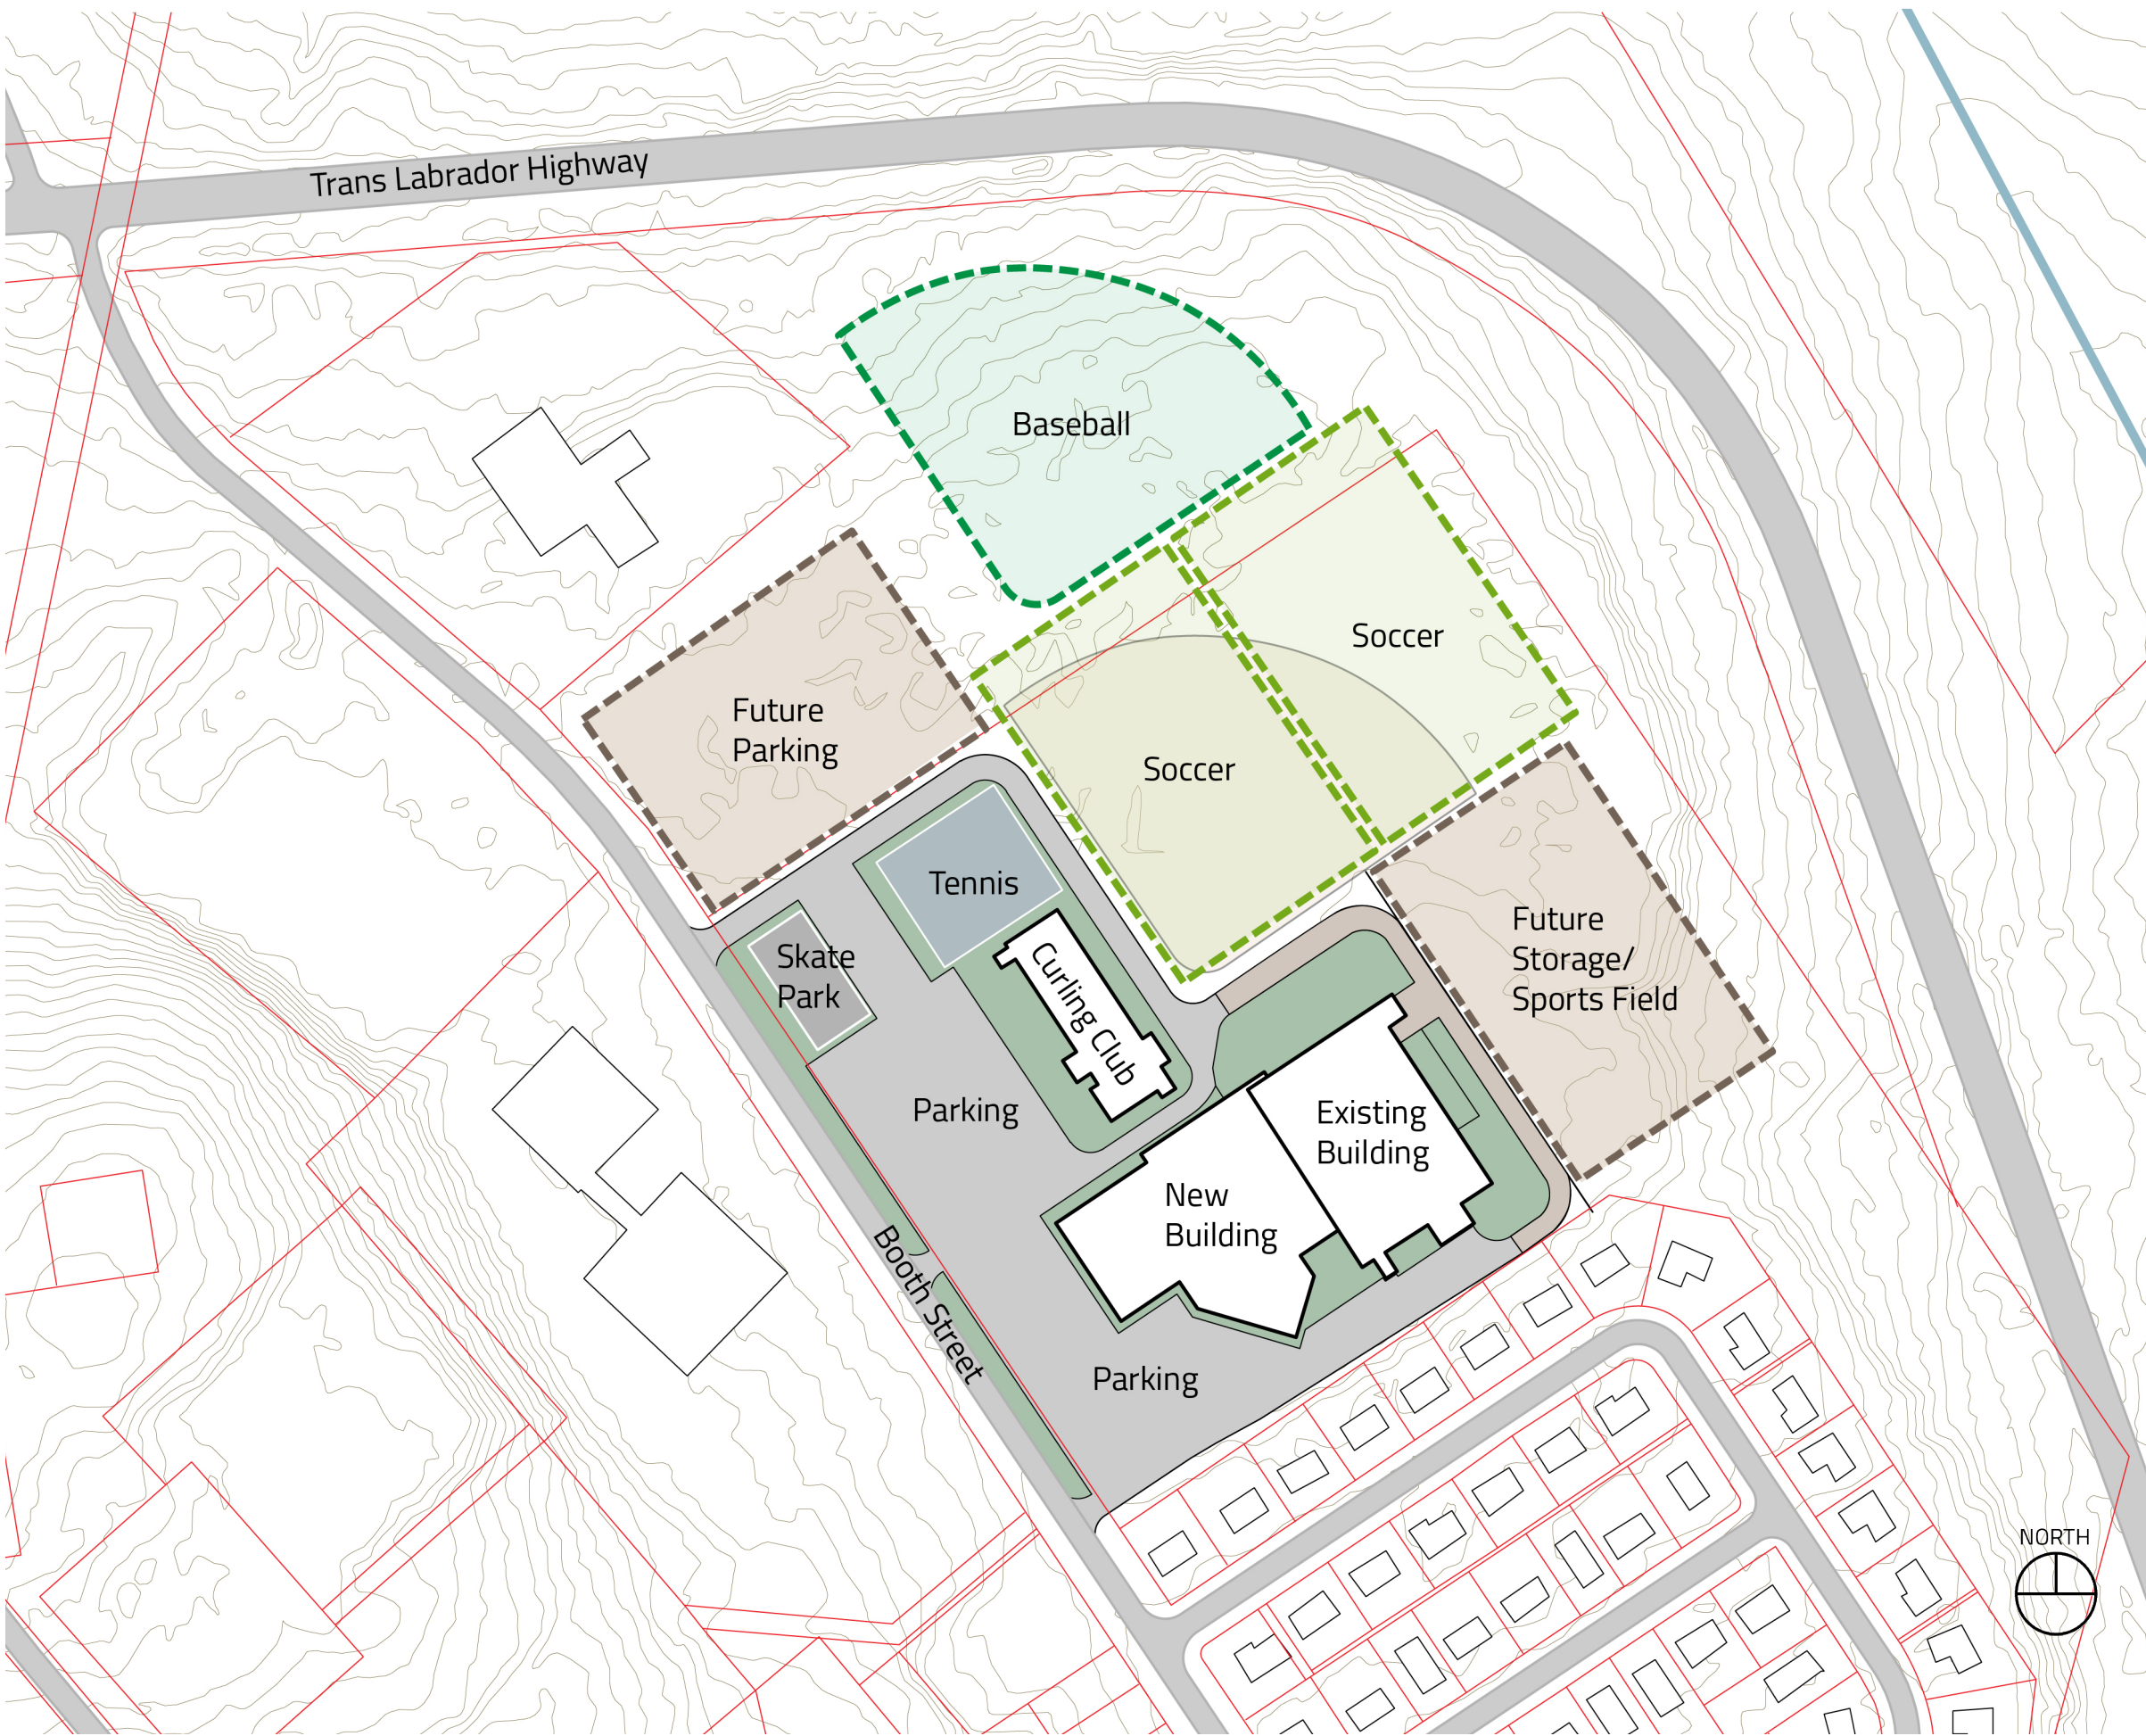 Trans Labrador Highway
Baseball
Soccer
Future
Parking
Soccer
Tennis
Future
Storage/
Sports Field
Skate
Park
Curling Club
Parking
Existing
Building
New
Building
Booth Street
Parking
NORTH